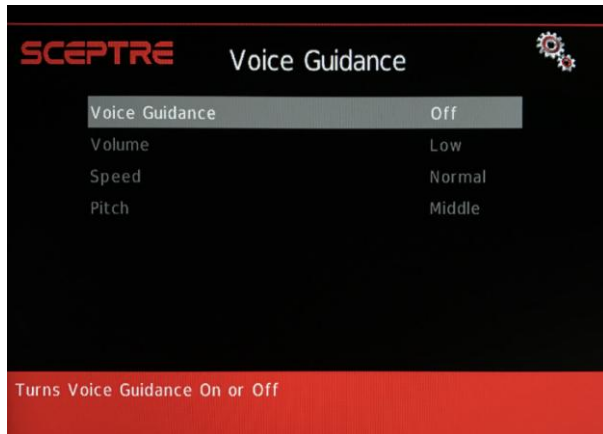 SCEPTRE
Voice Guidance
Voice Guidance Off
Volume Low
Speed Normal
Pitch Middle
Turns Voice Guidance On or Off